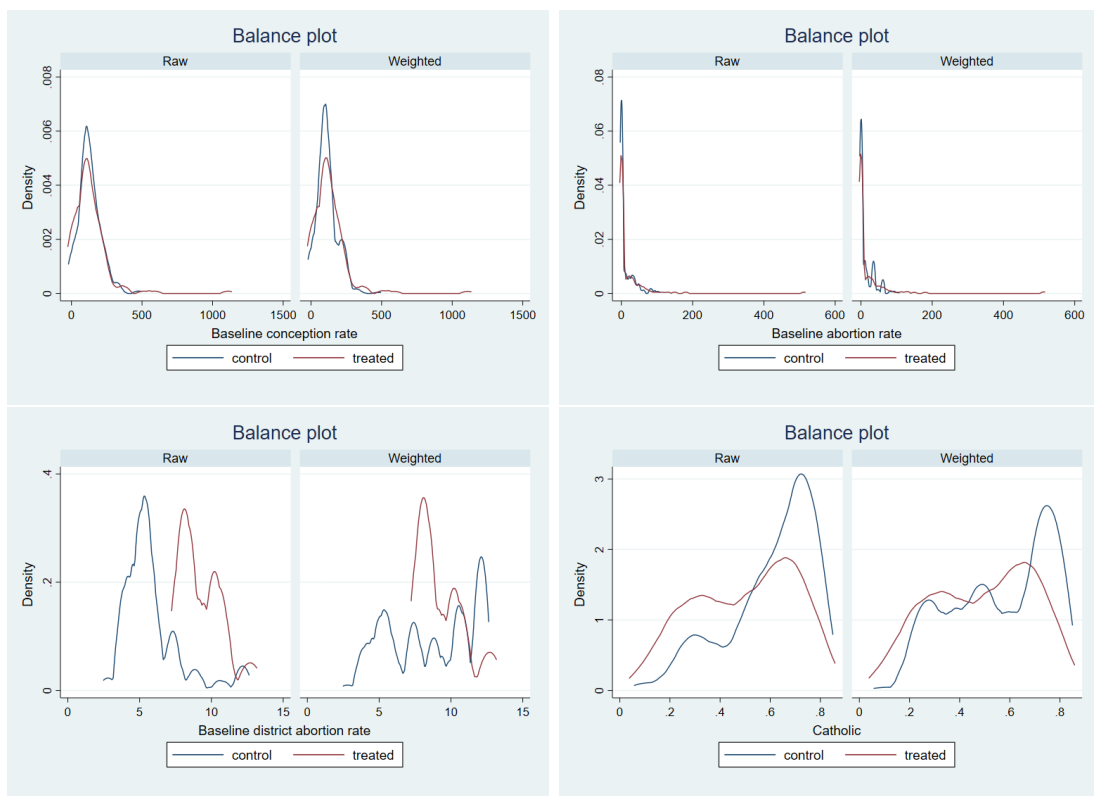 Balance plot
Raw Weighted
Density
0 .002 .004 .006 .008
0 500 1000 1500 0 500 1000 1500
Baseline conception rate
control treated
Balance plot
Raw Weighted
Density
0 .02 .04 .06 .08
0 200 400 600 0 200 400 600
Baseline abortion rate
control treated
Balance plot
Raw Weighted
Density
0 .2 .4
0 5 10 15 0 5 10 15
Baseline district abortion rate
control treated
Balance plot
Raw Weighted
Density
0 1 2 3
0 .2 .4 .6 .8 0 .2 .4 .6 .8
Catholic
control treated